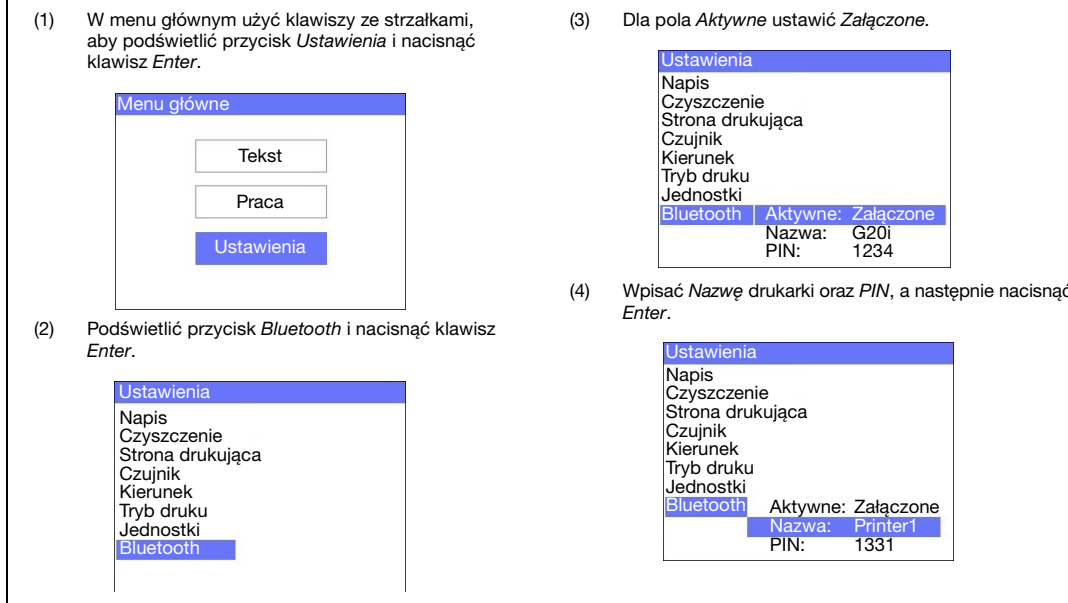 (1) W menu głównym użyć klawiszy ze strzałkami,
aby podświetlić przycisk Ustawienia i nacisnąć
klawisz Enter.
Menu główne
Tekst
Praca
Ustawienia
(2) Podświetlić przycisk Bluetooth i nacisnąć klawisz
Enter.
Ustawienia
Napis
Czyszczenie
Strona drukująca
Czujnik
Kierunek
Tryb druku
Jednostki
Bluetooth
(3) Dla pola Aktywne ustawić Załączone.
Ustawienia
Napis
Czyszczenie
Strona drukująca
Czujnik
Kierunek
Tryb druku
Jednostki
Bluetooth Aktywne: Załączone
Nazwa: G20i
PIN: 1234
(4) Wpisać Nazwę drukarki oraz PIN, a następnie nacisnąć
Enter.
Ustawienia
Napis
Czyszczenie
Strona drukująca
Czujnik
Kierunek
Tryb druku
Jednostki
Bluetooth Aktywne: Załączone
Nazwa: Printer1
PIN: 1331